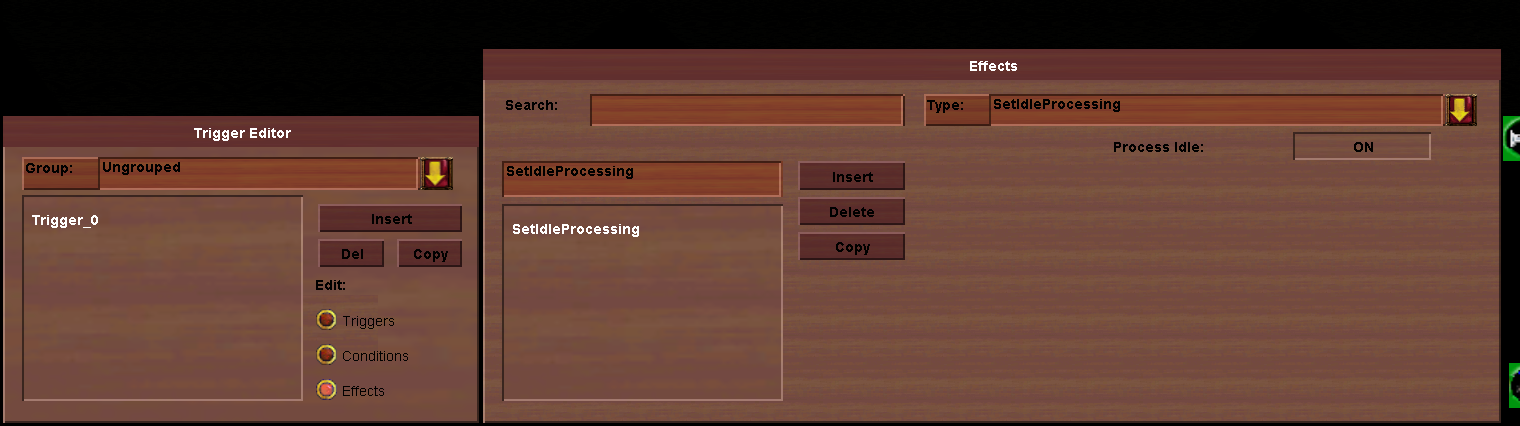 Trigger Editor
Group: Ungrouped
Trigger_0
Insert
Del Copy
Edit:
Triggers
Conditions
Effects
Effects
Search:
Type: SetIdleProcessing
Process Idle: ON
SetIdleProcessing
Insert
SetIdleProcessing
Delete
Copy